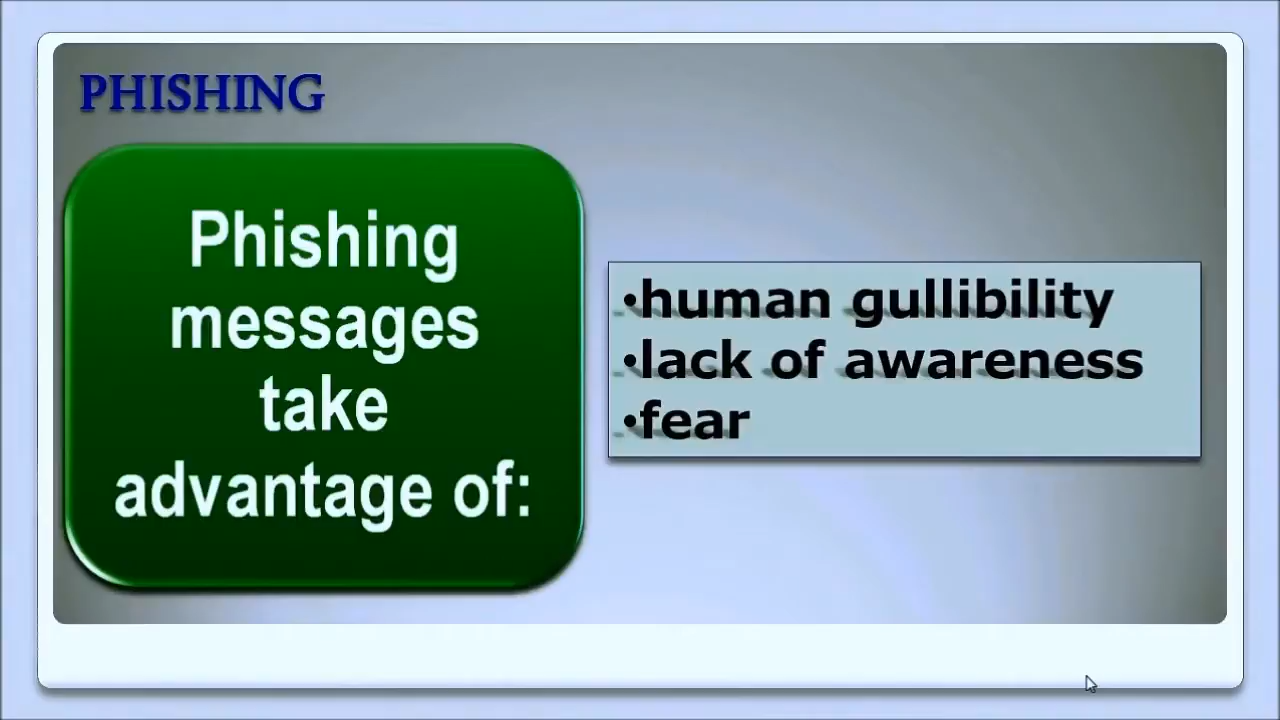 PHISHING
Phishing
messages
take
advantage of:
•human gullibility
•lack of awareness
•fear